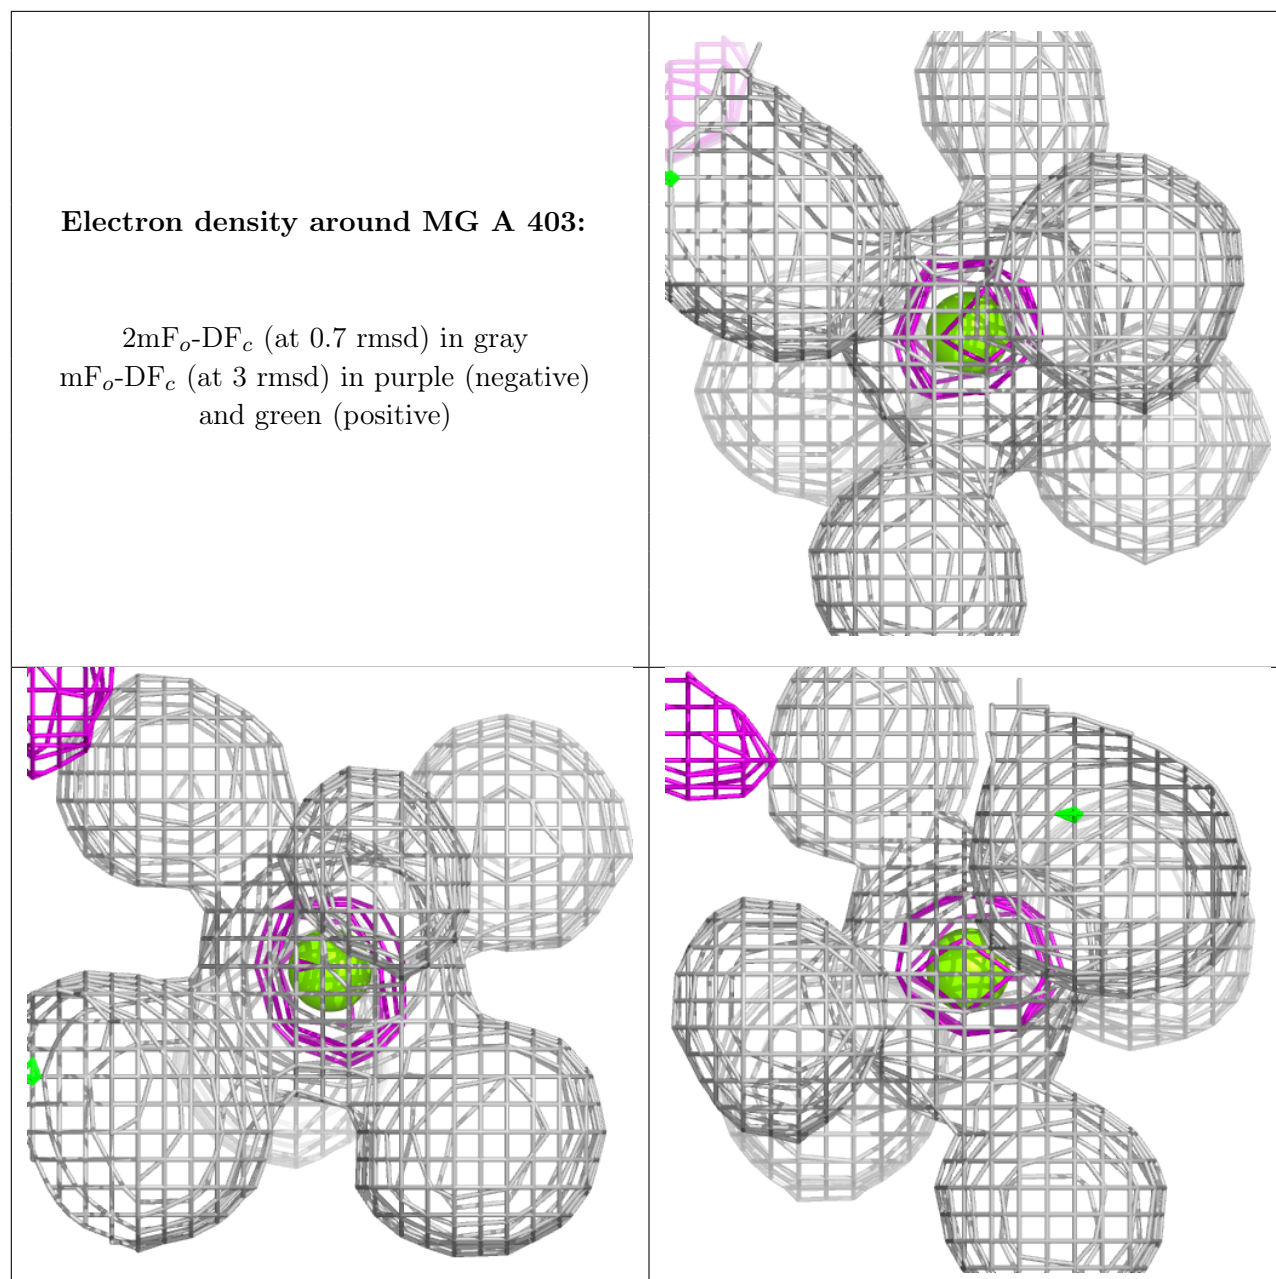 Electron density around MG A 403:
2mFo-DFc (at 0.7 rmsd) in gray
mFo-DFc (at 3 rmsd) in purple (negative)
and green (positive)